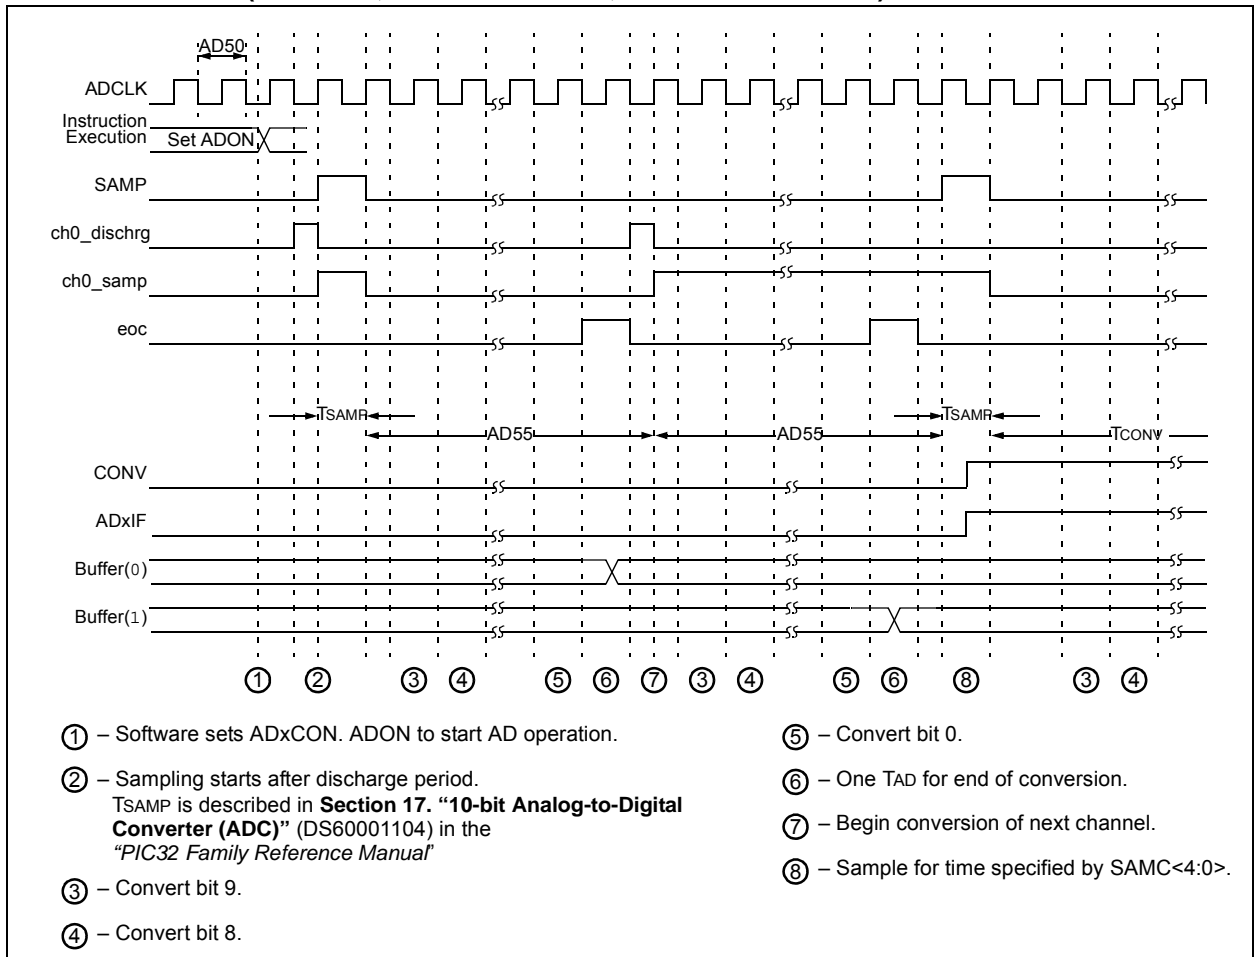 AD50
ADCLK
Instruction
Execution
Set ADON
SAMP
ch0_dischrg
ch0_samp
eoc
TSAMP
TSAMP
AD55
AD55
TCONV
CONV
ADxIF
Buffer(0)
Buffer(1)
1 2 3 4 5 6 7 3 4 5 6 8 3 4
1 – Software sets ADxCON. ADON to start AD operation.
2 – Sampling starts after discharge period.
TSAMP is described in Section 17. “10-bit Analog-to-Digital
Converter (ADC)” (DS60001104) in the
“PIC32 Family Reference Manual”
3 – Convert bit 9.
4 – Convert bit 8.
5 – Convert bit 0.
6 – One TAD for end of conversion.
7 – Begin conversion of next channel.
8 – Sample for time specified by SAMC<4:0>.